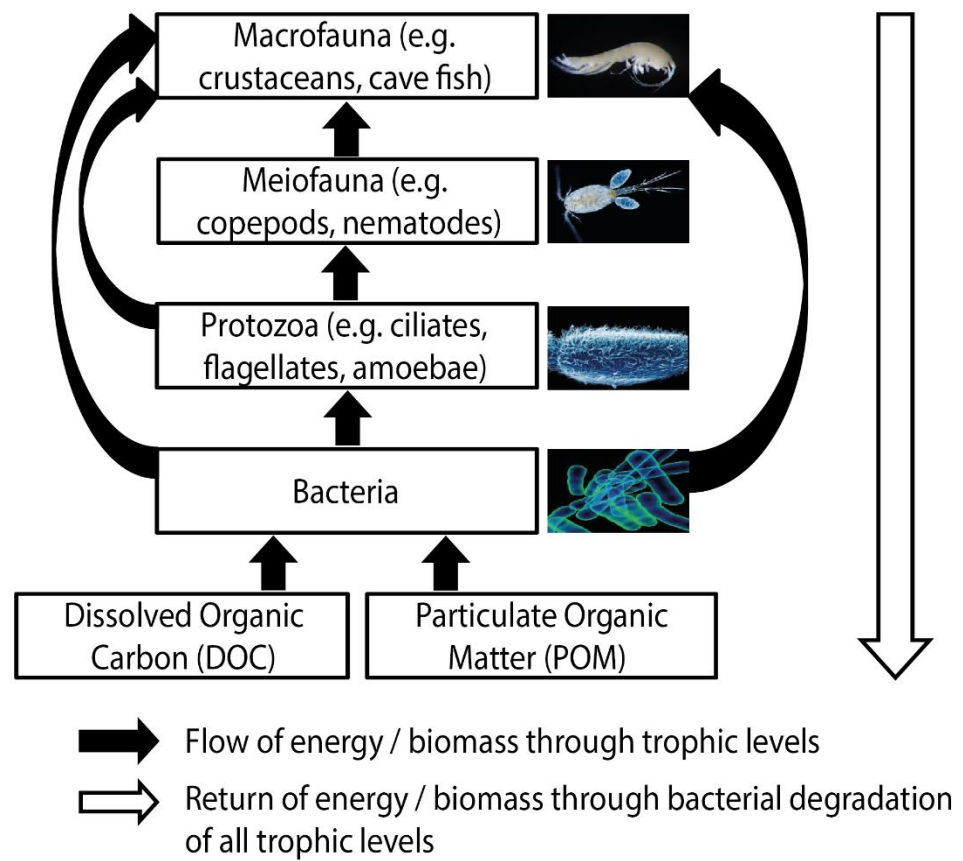 Macrofauna (e.g.
crustaceans, cave fish)
Meiofauna (e.g.
copepods, nematodes)
Protozoa (e.g. ciliates,
flagellates, amoebae)
Bacteria
Dissolved Organic
Carbon (DOC)
Particulate Organic
Matter (POM)
Flow of energy / biomass through trophic levels
Return of energy / biomass through bacterial degradation
of all trophic levels